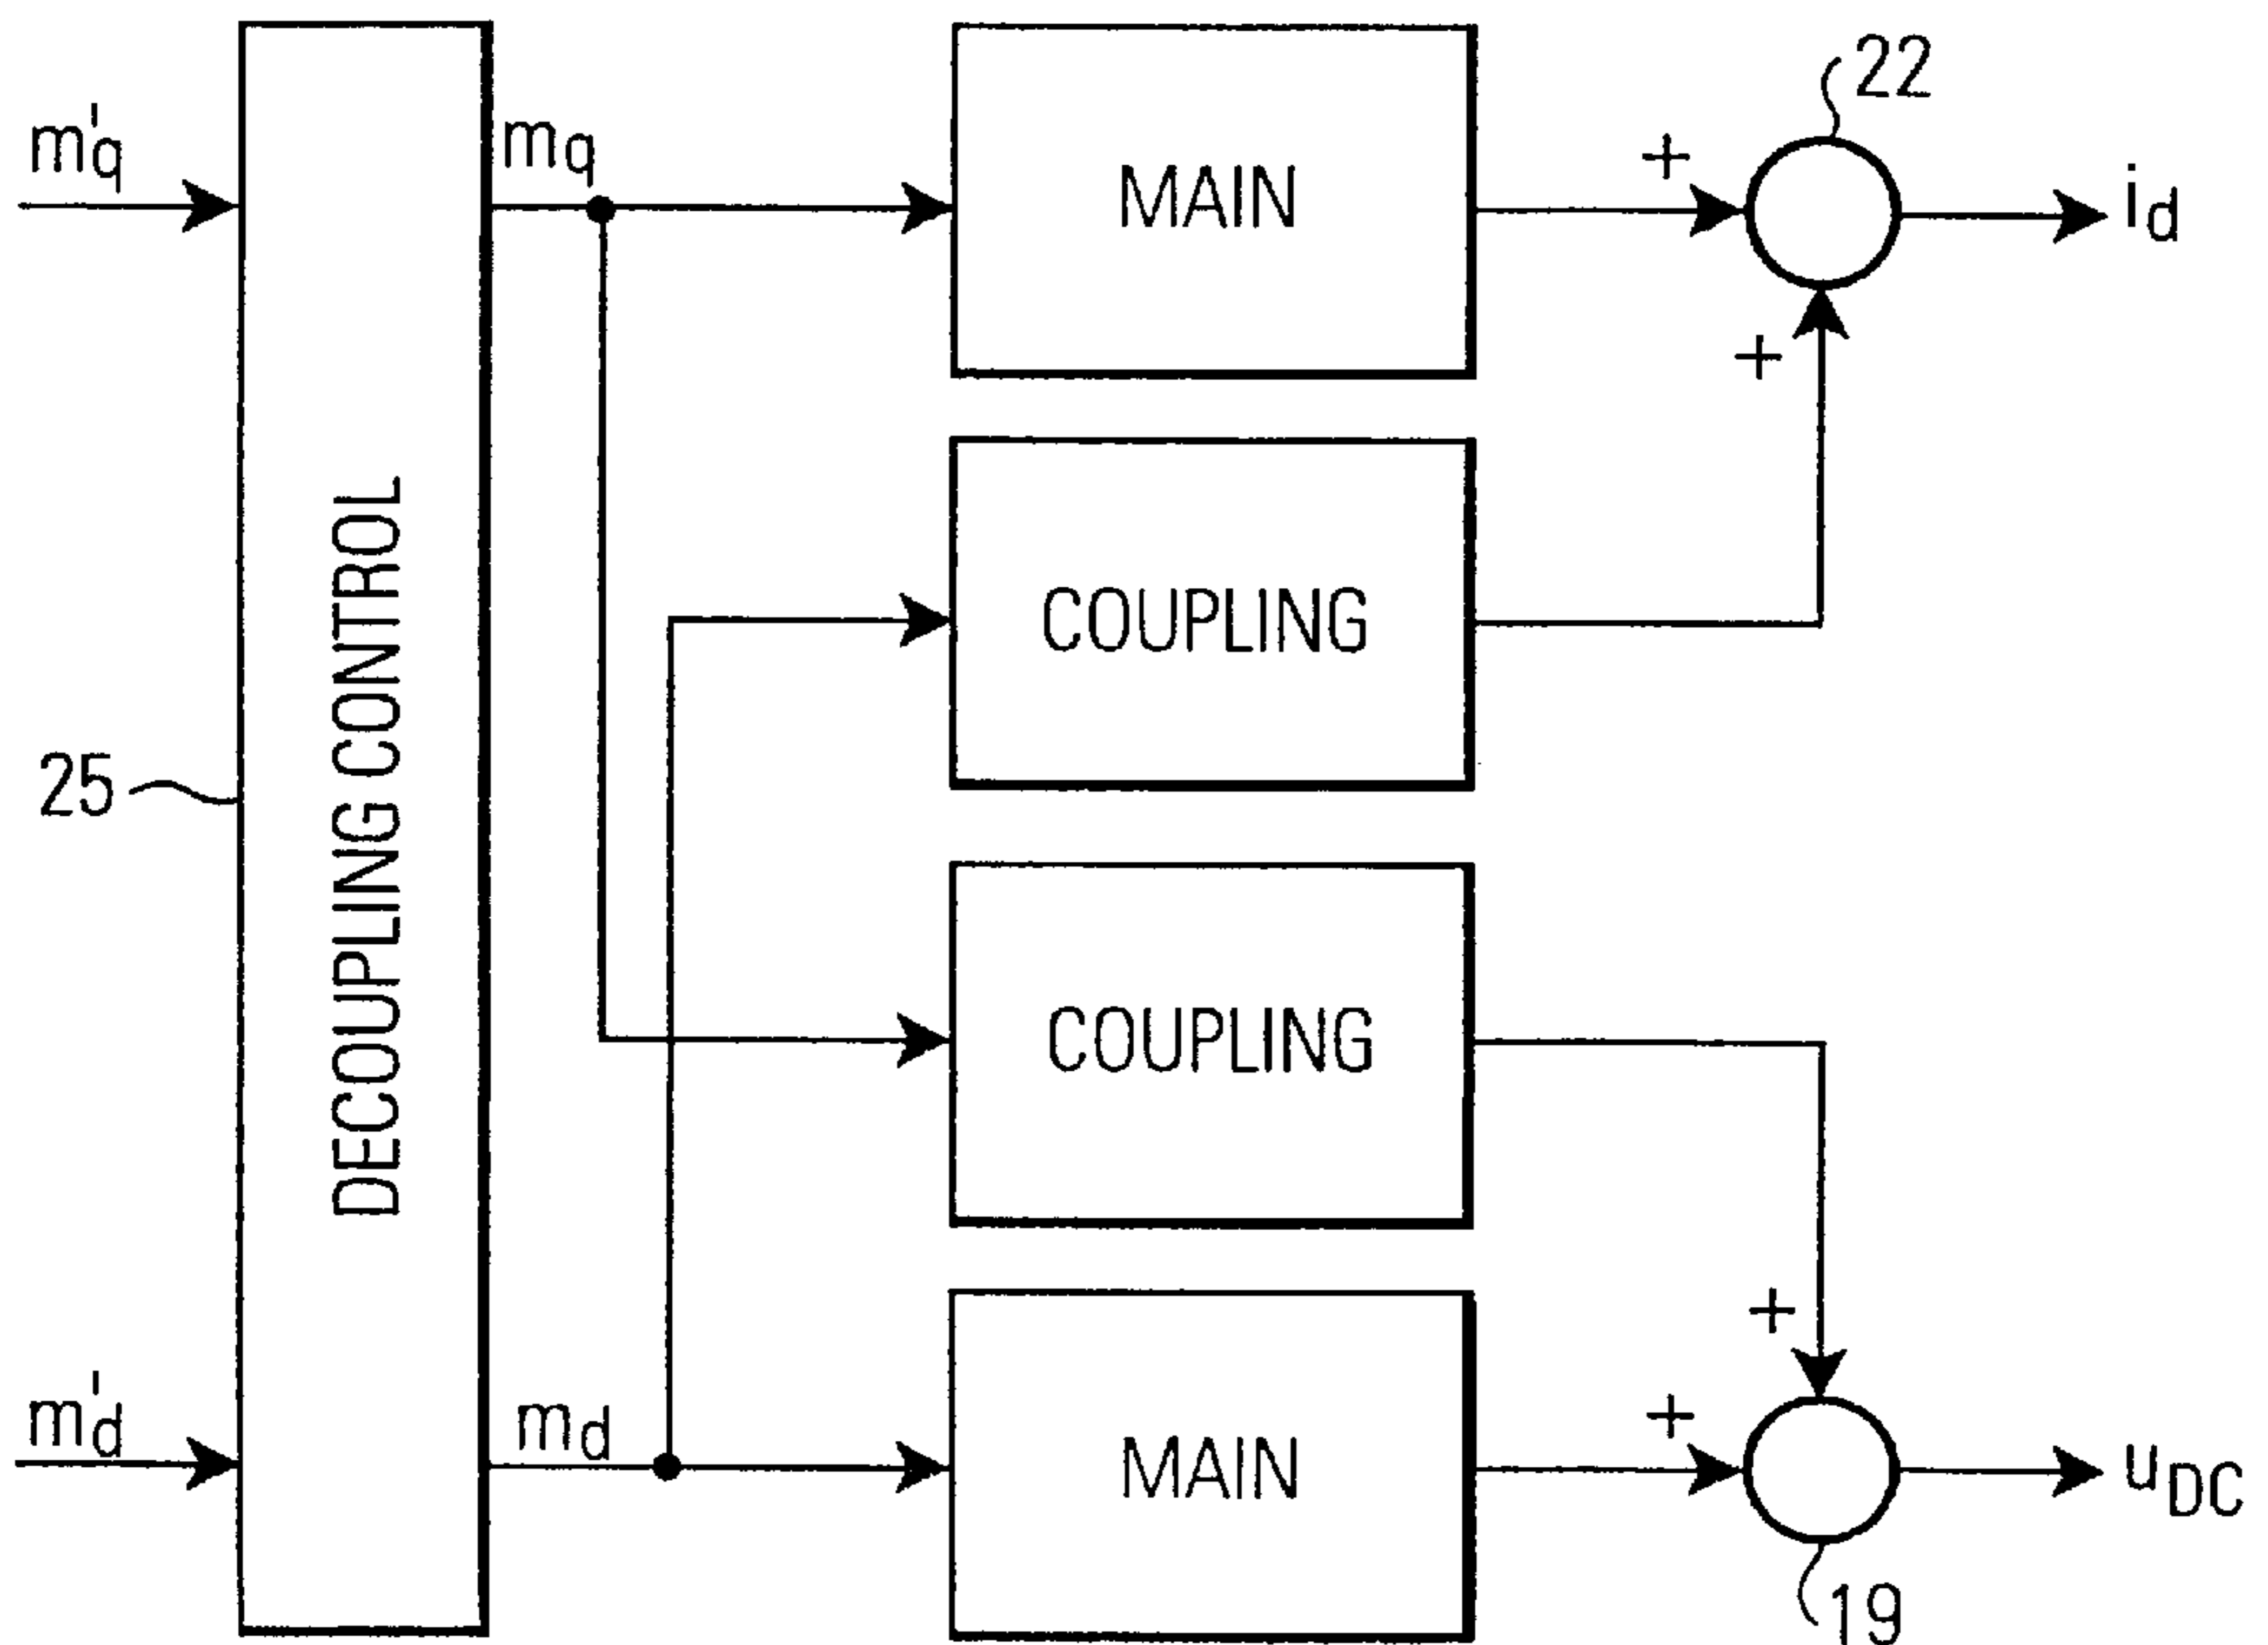 22
m'q
mq
MAIN
+
id
+
COUPLING
DECOUPLING CONTROL
25
COUPLING
+
m'd
md
MAIN
+
uDC
19